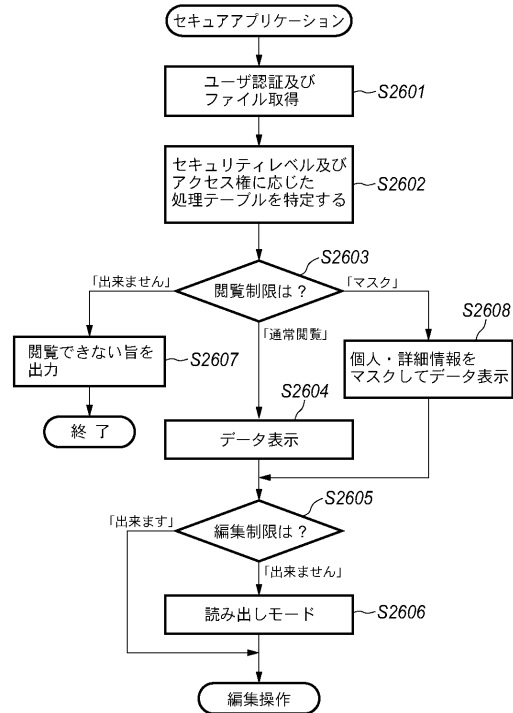 セキュアアプリケーション
ユーザ認証及び
ファイル取得
S2601
セキュリティレベル及び
アクセス権に応じた
処理テーブルを特定する
S2602
S2603
閲覧制限は？
「出来ません」
「マスク」
「通常閲覧」
閲覧できない旨を
出力
S2607
S2608
個人・詳細情報を
マスクしてデータ表示
終 了
S2604
データ表示
S2605
「出来ます」
編集制限は？
「出来ません」
読み出しモード
S2606
編集操作